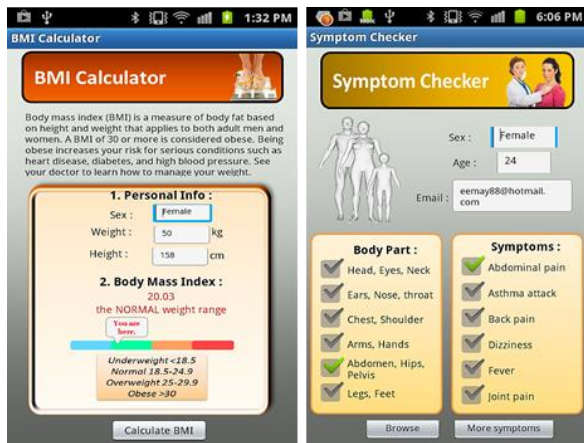 1:32 PM
BMI Calculator
BMI Calculator
Body mass index (BMI) is a measure of body fat based
on height and weight that applies to both adult men and
women. A BMI of 30 or more is considered obese. Being
obese increases your risk for serious conditions such as
heart disease, diabetes, and high blood pressure. See
your doctor to learn how to manage your weight.
1. Personal Info :
Sex : Female
Weight : 50 kg
Height : 158 cm
2. Body Mass Index :
20.03
the NORMAL weight range
You are
here.
Underweight <18.5
Normal 18.5-24.9
Overweight 25-29.9
Obese >30
Calculate BMI
6:06 PM
Symptom Checker
Symptom Checker
Sex : Female
Age : 24
Email : eemay88@hotmail.
com
Body Part :
Head, Eyes, Neck
Ears, Nose, throat
Chest, Shoulder
Arms, Hands
Abdomen, Hips,
Pelvis
Legs, Feet
Symptoms :
Abdominal pain
Asthma attack
Back pain
Dizziness
Fever
Joint pain
Browse
More symptoms